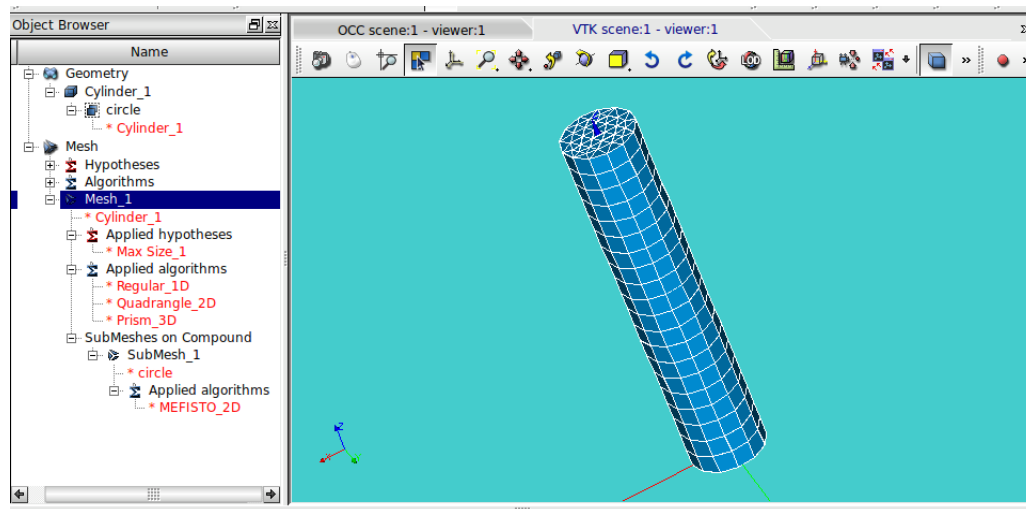 Object Browser
OCC scene:1 - viewer:1
VTK scene:1 - viewer:1
Name
Geometry
Cylinder_1
circle
* Cylinder_1
Mesh
Hypotheses
Algorithms
Mesh_1
* Cylinder_1
Applied hypotheses
* Max Size_1
Applied algorithms
* Regular_1D
* Quadrangle_2D
* Prism_3D
SubMeshes on Compound
SubMesh_1
* circle
Applied algorithms
* MEFISTO_2D
LOD
Z